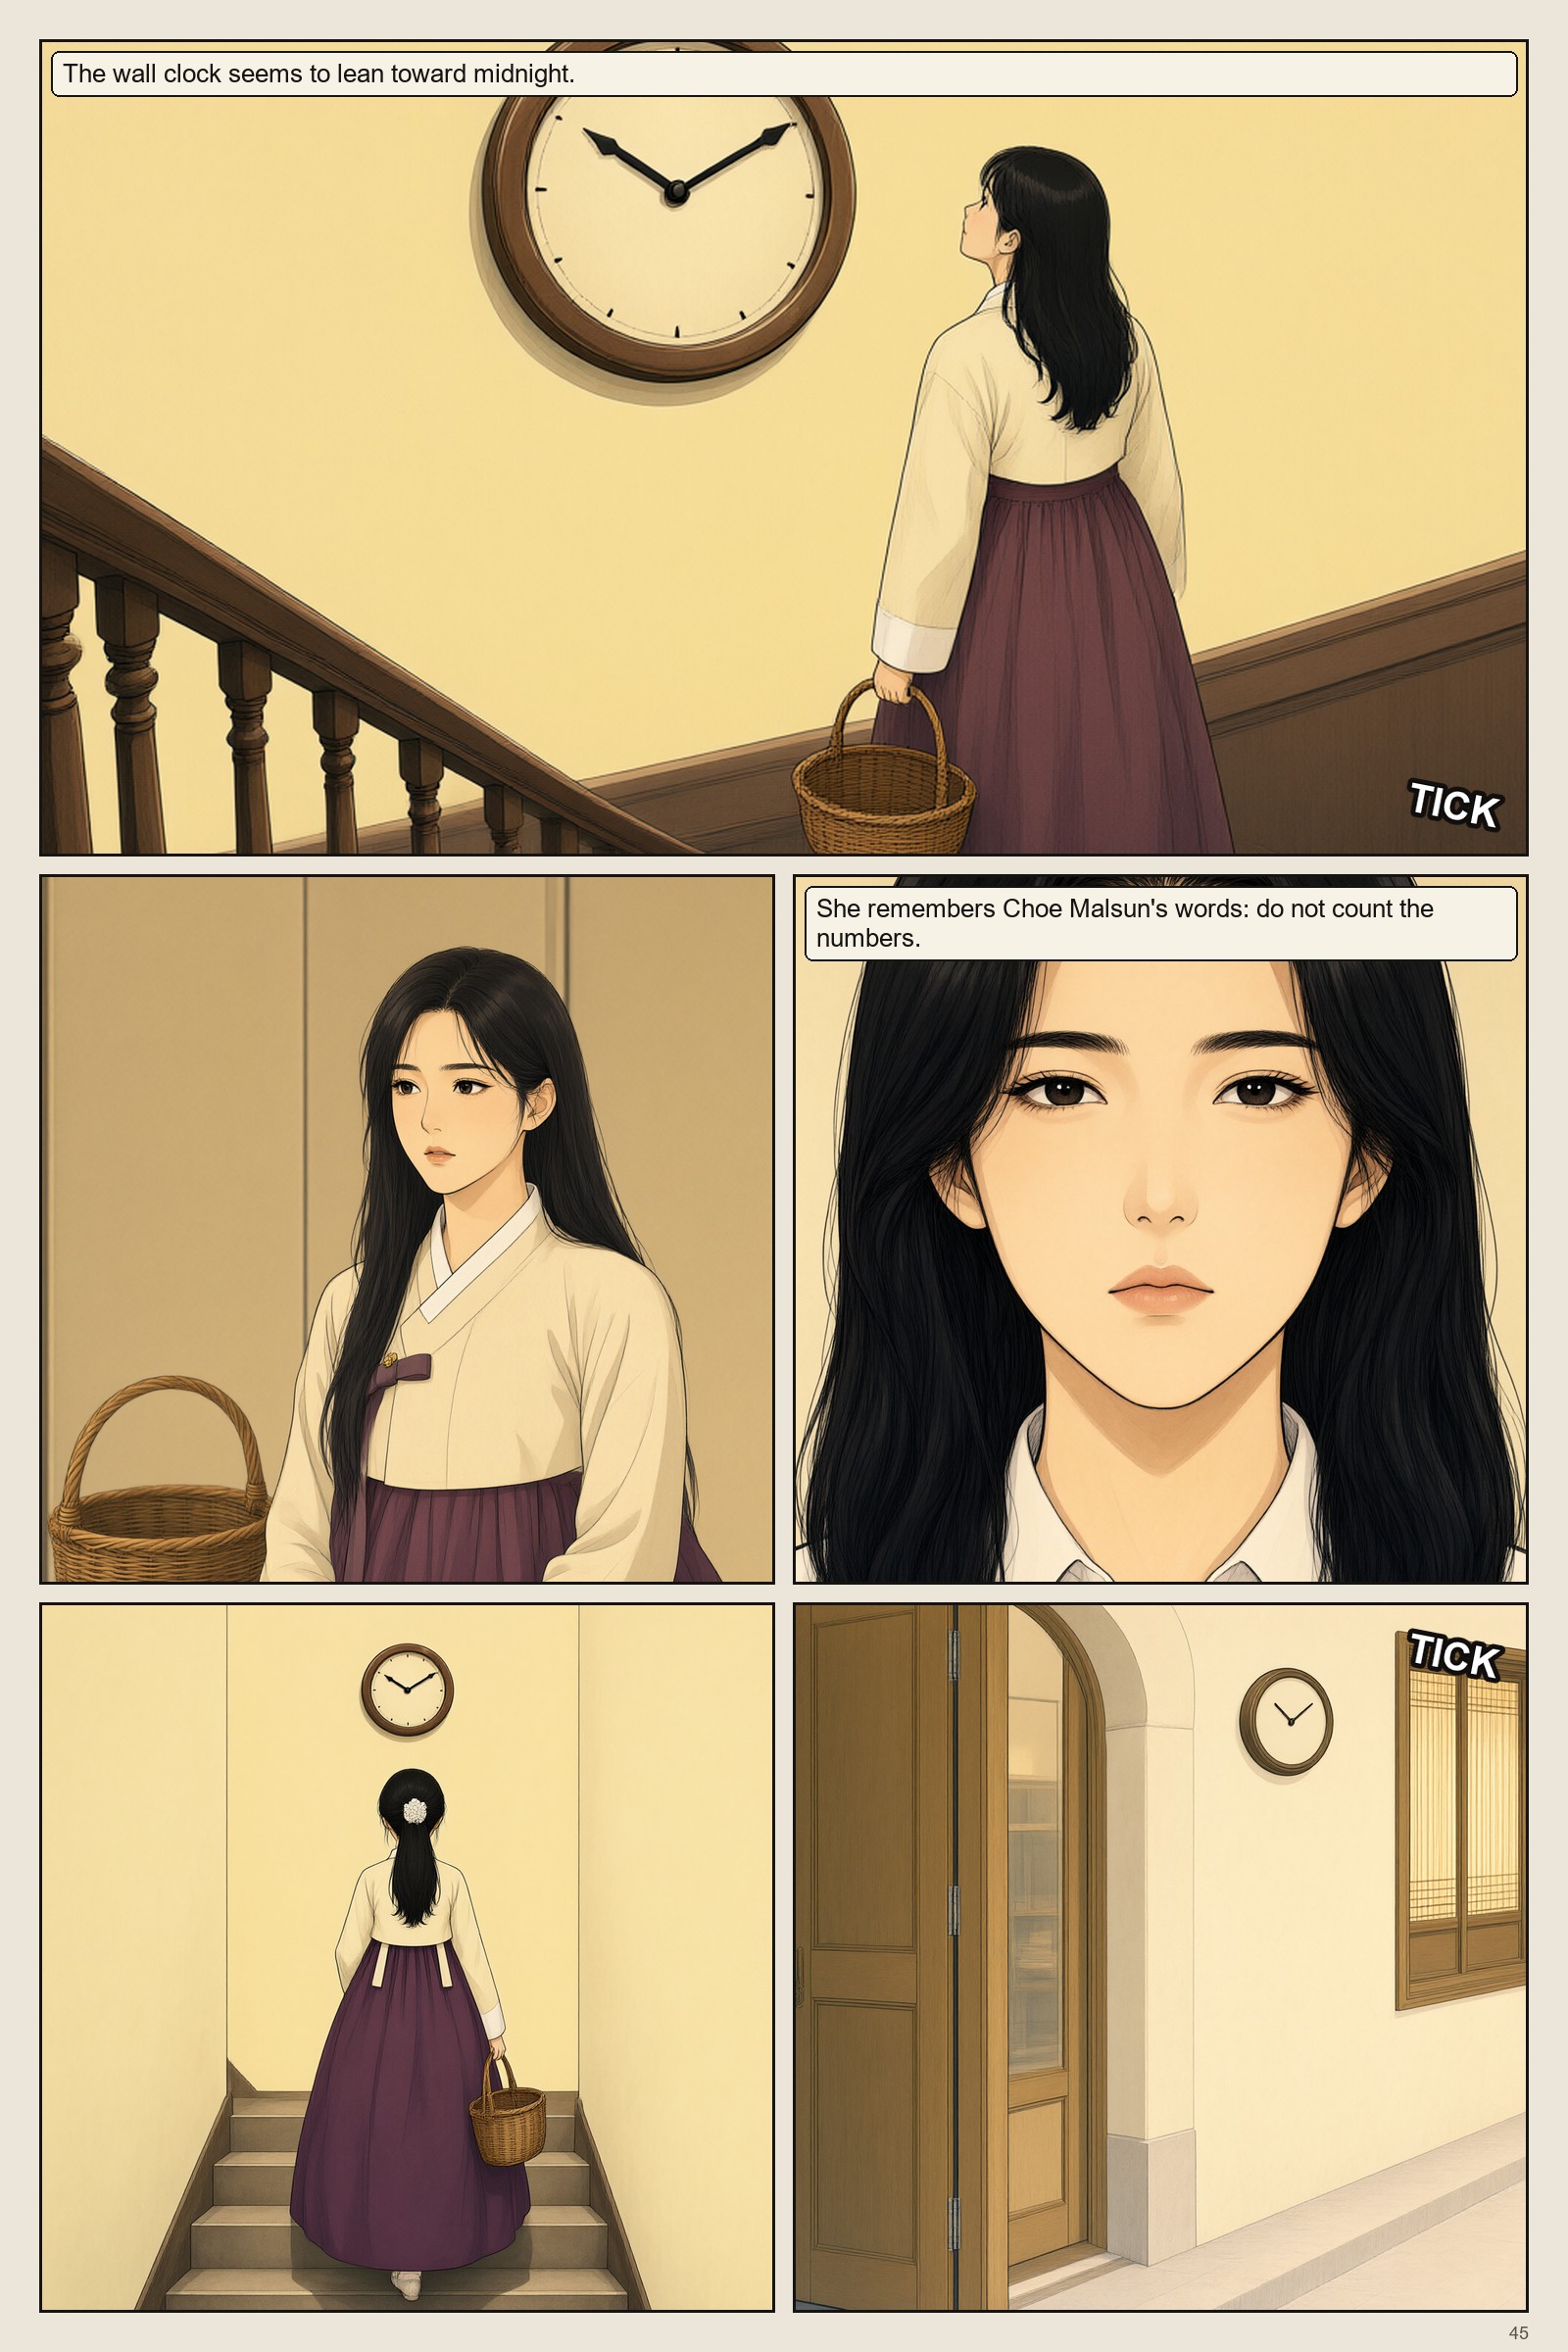 The wall clock seems to lean toward midnight.
TICK
She remembers Choe Malsun's words: do not count the
numbers.
TICK
45